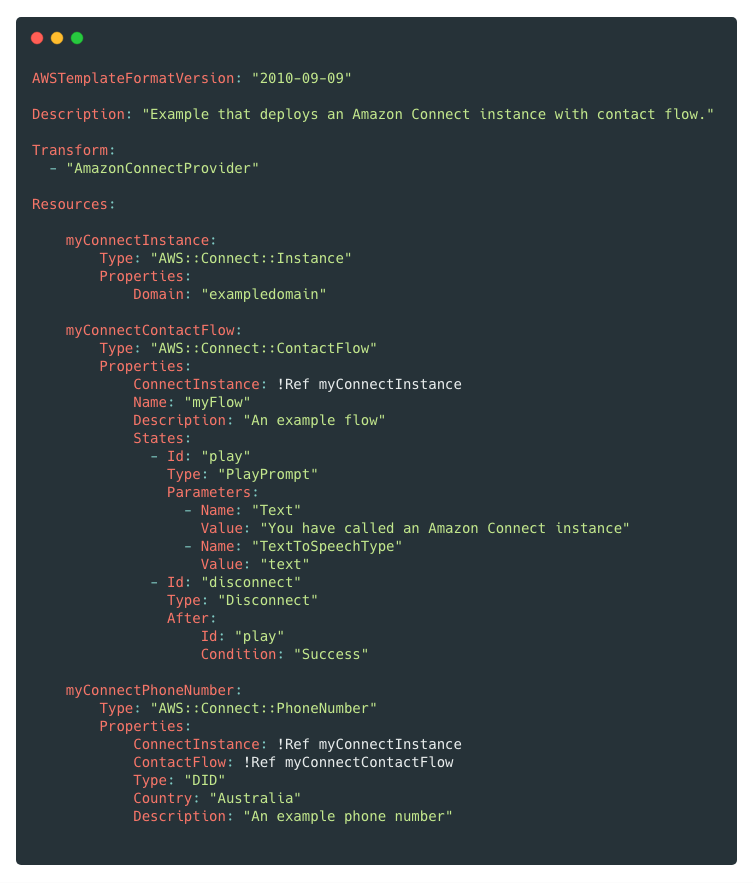 AWSTemplateFormatVersion: "2010-09-09"
Description: "Example that deploys an Amazon Connect instance with contact flow."
Transform:
- "AmazonConnectProvider"
Resources:
myConnectInstance:
Type: "AWS::Connect::Instance"
Properties:
Domain: "exampledomain"
myConnectContactFlow:
Type: "AWS::Connect::ContactFlow"
Properties:
ConnectInstance: !Ref myConnectInstance
Name: "myFlow"
Description: "An example flow"
States:
- Id: "play"
Type: "PlayPrompt"
Parameters:
- Name: "Text"
Value: "You have called an Amazon Connect instance"
- Name: "TextToSpeechType"
Value: "text"
- Id: "disconnect"
Type: "Disconnect"
After:
Id: "play"
Condition: "Success"
myConnectPhoneNumber:
Type: "AWS::Connect::PhoneNumber"
Properties:
ConnectInstance: !Ref myConnectInstance
ContactFlow: !Ref myConnectContactFlow
Type: "DID"
Country: "Australia"
Description: "An example phone number"